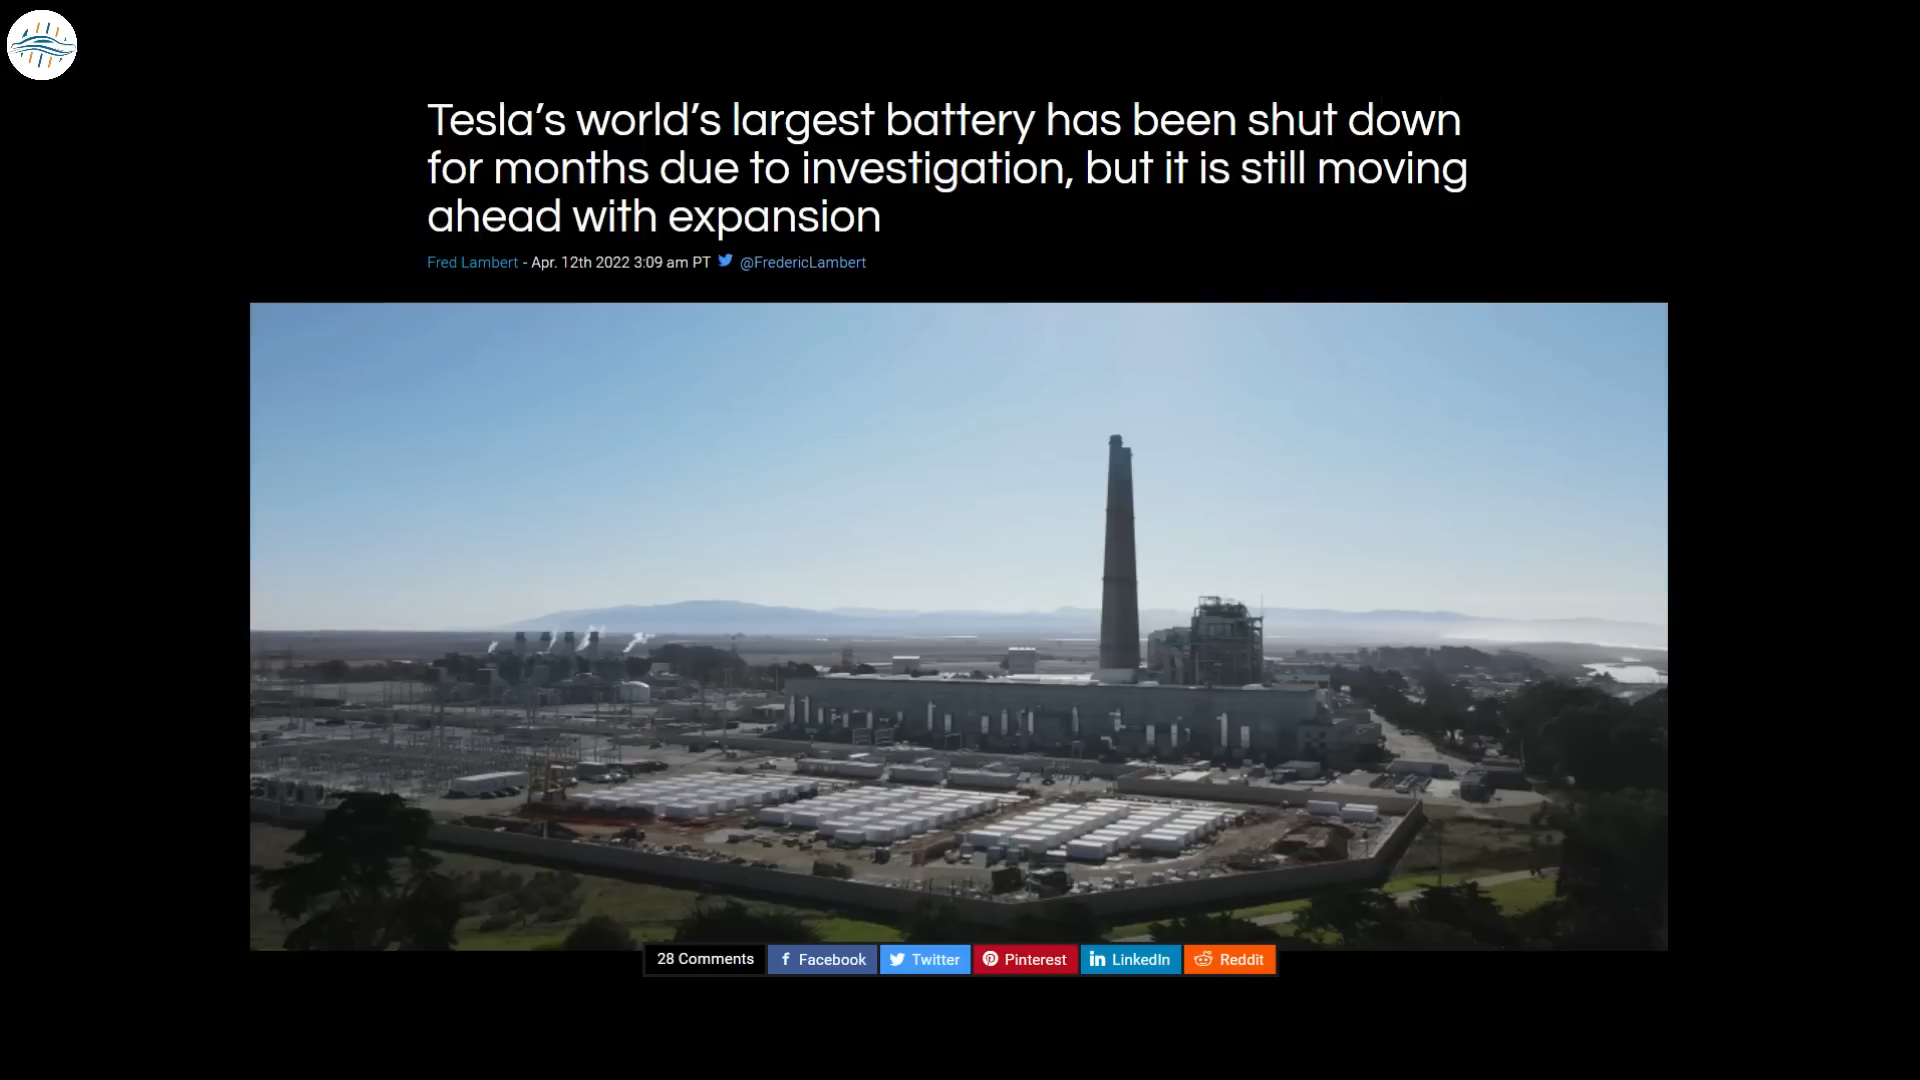 Tesla’s world’s largest battery has been shut down
for months due to investigation, but it is still moving
ahead with expansion
Fred Lambert - Apr. 12th 2022 3:09 am PT @FredericLambert
28 Comments Facebook Twitter Pinterest LinkedIn Reddit